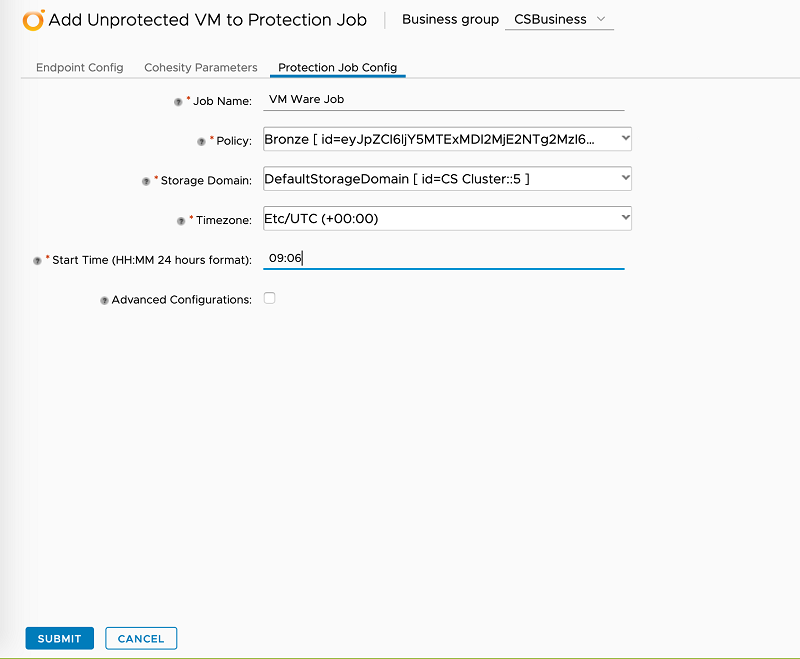 Add Unprotected VM to Protection Job
Business group CSBusiness
Endpoint Config Cohesity Parameters Protection Job Config
* Job Name: VM Ware Job
* Policy: Bronze [ id=eyJpZCI6IjY5MTExMDI2MjE2NTg2MzI6...
* Storage Domain: DefaultStorageDomain [ id=CS Cluster::5 ]
* Timezone: Etc/UTC (+00:00)
* Start Time (HH:MM 24 hours format): 09:06
Advanced Configurations:
SUBMIT CANCEL